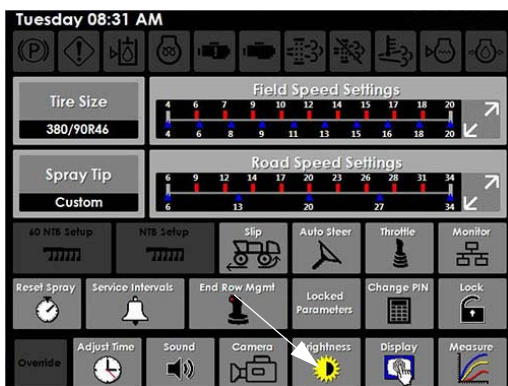 Tuesday 08:31 AM
(P)
Tire Size
380/90R46
Field Speed Settings
4 6 7 9 10 12 14 15 17 18 20
4 6 8 9 11 13 15 16 18 20
Spray Tip
Custom
Road Speed Settings
6 9 12 14 17 20 23 26 28 31 34
6 13 20 27 34
60 NTB Setup NTB Setup Slip Auto Steer Throttle Monitor
Reset Spray Service Intervals End Row Mgmt Locked Parameters Change PIN Lock
Override Adjust Time Sound Camera Brightness Display Measure